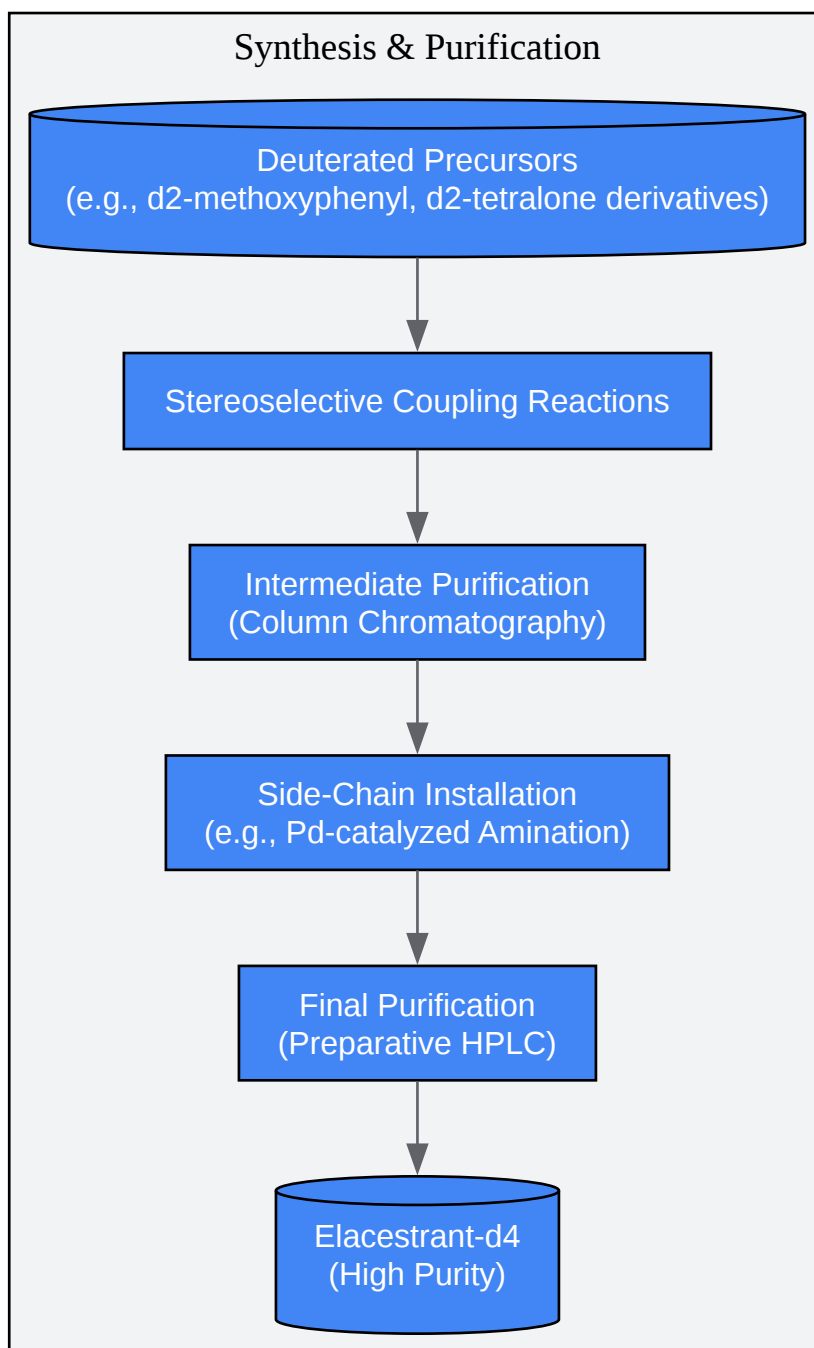 Synthesis & Purification
Deuterated Precursors
(e.g., d2-methoxyphenyl, d2-tetralone derivatives)
Stereoselective Coupling Reactions
Intermediate Purification
(Column Chromatography)
Side-Chain Installation
(e.g., Pd-catalyzed Amination)
Final Purification
(Preparative HPLC)
Elacestrant-d4
(High Purity)